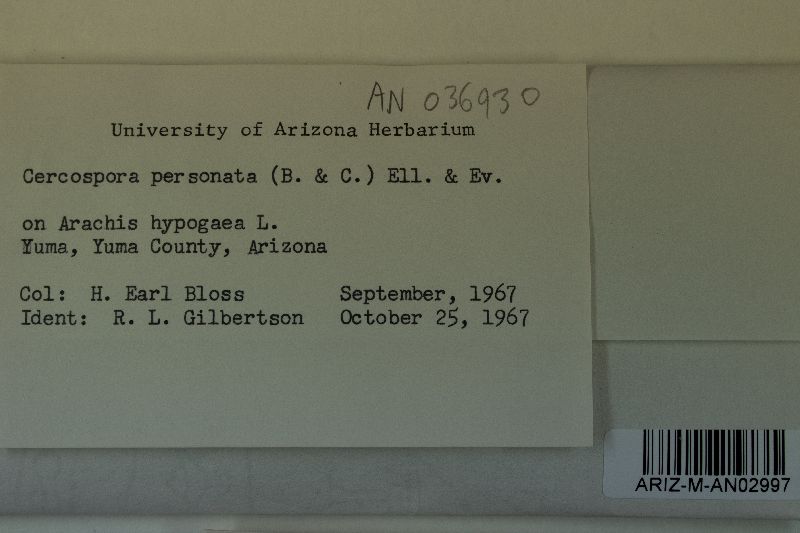 AN 036930
University of Arizona Herbarium
Cercospora personata (B. & C.) Ell. & Ev.
on Arachis hypogaea L.
Yuma, Yuma County, Arizona
Col: H. Earl Bloss September, 1967
Ident: R. L. Gilbertson October 25, 1967
ARIZ-M-AN02997